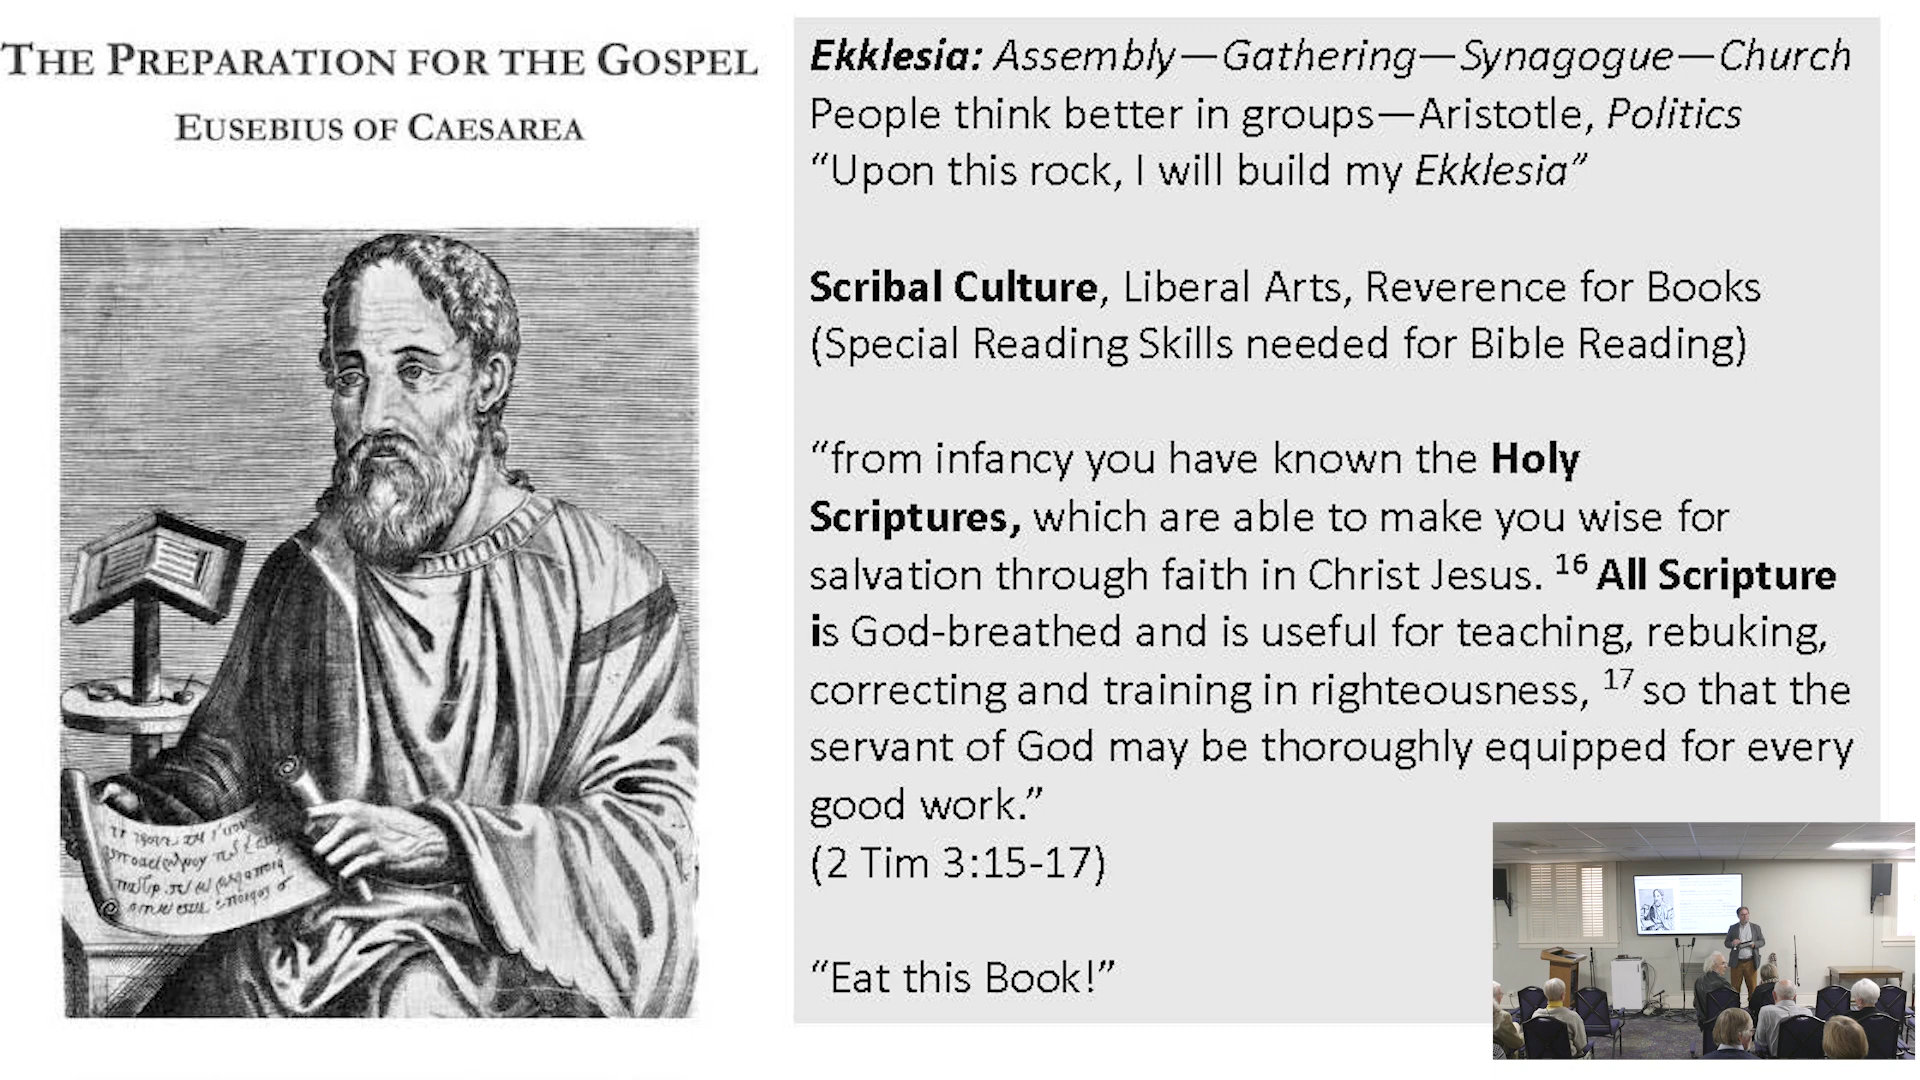 THE PREPARATION FOR THE GOSPEL
EUSEBIUS OF CAESAREA
Ekklesia: Assembly—Gathering—Synagogue—Church
People think better in groups—Aristotle, Politics
“Upon this rock, I will build my Ekklesia”
Scribal Culture, Liberal Arts, Reverence for Books
(Special Reading Skills needed for Bible Reading)
“from infancy you have known the Holy
Scriptures, which are able to make you wise for
salvation through faith in Christ Jesus. 16 All Scripture
is God-breathed and is useful for teaching, rebuking,
correcting and training in righteousness, 17 so that the
servant of God may be thoroughly equipped for every
good work.”
(2 Tim 3:15-17)
“Eat this Book!”